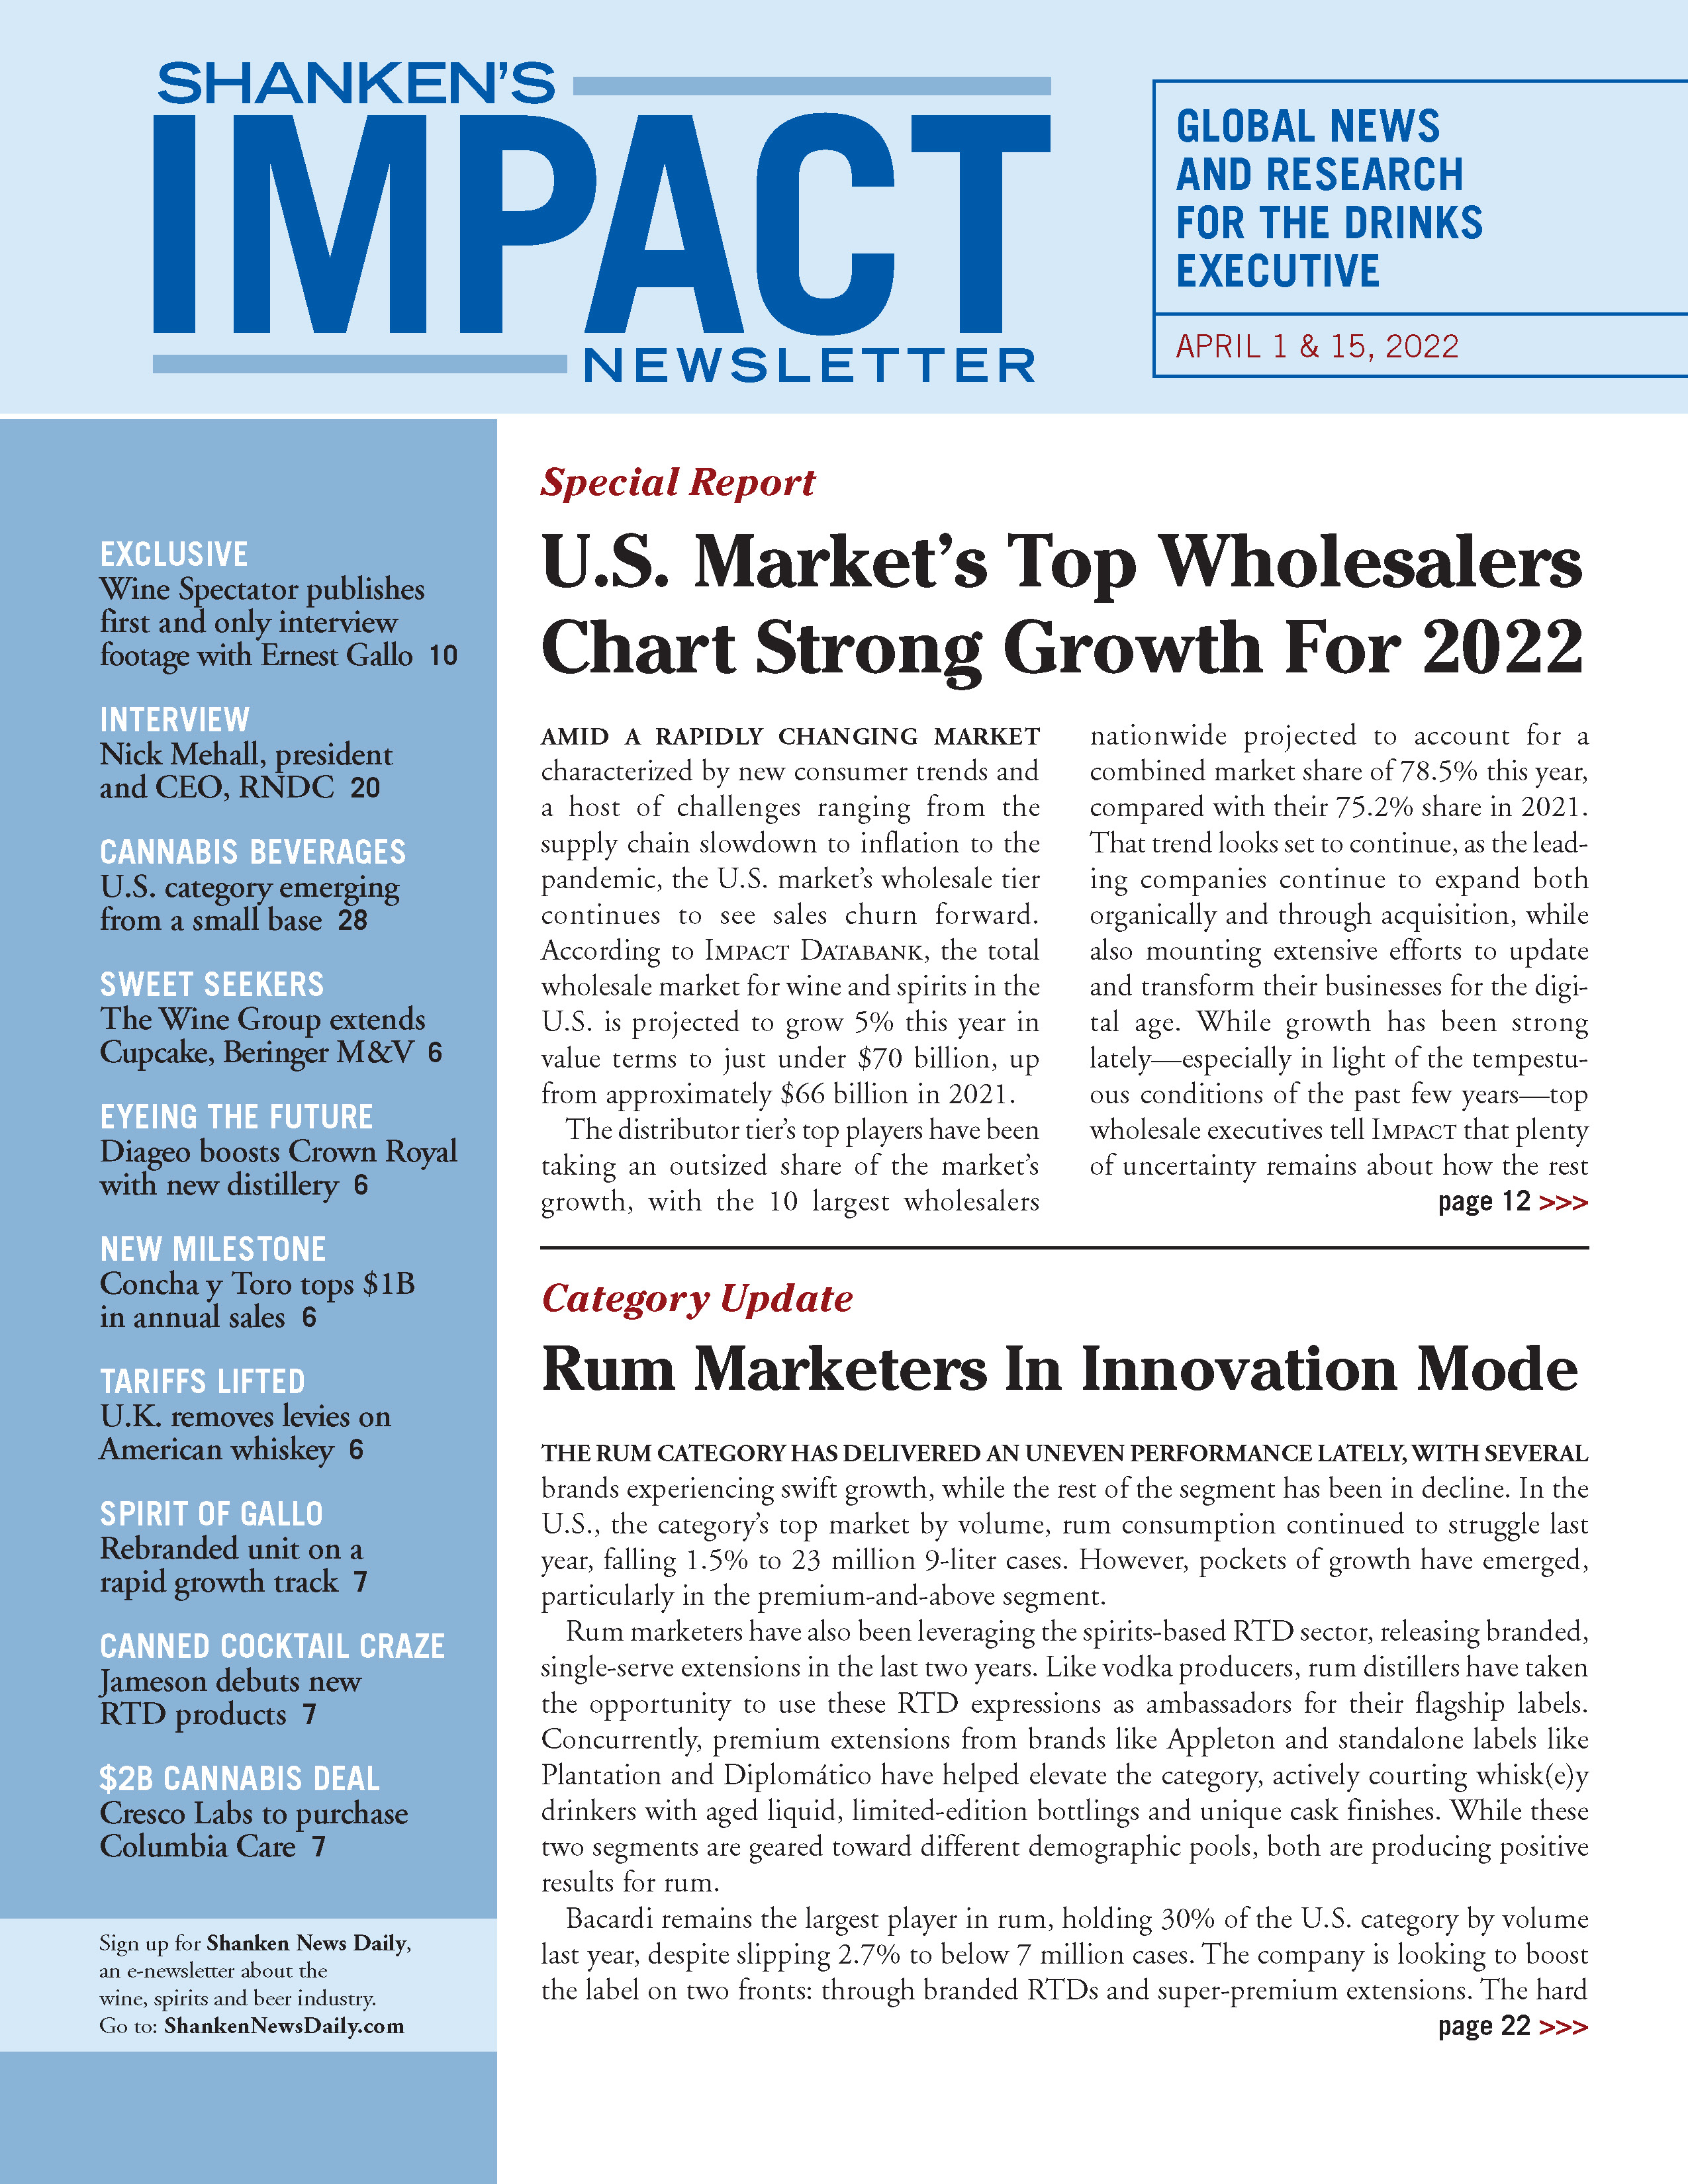 SHANKEN'S
IMPACT
NEWSLETTER
GLOBAL NEWS
AND RESEARCH
FOR THE DRINKS
EXECUTIVE
APRIL 1 & 15, 2022
EXCLUSIVE
Wine Spectator publishes
first and only interview
footage with Ernest Gallo 10
INTERVIEW
Nick Mehall, president
and CEO, RNDC 20
CANNABIS BEVERAGES
U.S. category emerging
from a small base 28
SWEET SEEKERS
The Wine Group extends
Cupcake, Beringer M&V 6
EYEING THE FUTURE
Diageo boosts Crown Royal
with new distillery 6
NEW MILESTONE
Concha y Toro tops $1B
in annual sales 6
TARIFFS LIFTED
U.K. removes levies on
American whiskey 6
SPIRIT OF GALLO
Rebranded unit on a
rapid growth track 7
CANNED COCKTAIL CRAZE
Jameson debuts new
RTD products 7
$2B CANNABIS DEAL
Cresco Labs to purchase
Columbia Care 7
Sign up for Shanken News Daily,
an e-newsletter about the
wine, spirits and beer industry.
Go to: ShankenNewsDaily.com
Special Report
U.S. Market's Top Wholesalers
Chart Strong Growth For 2022
AMID A RAPIDLY CHANGING MARKET
characterized by new consumer trends and
a host of challenges ranging from the
supply chain slowdown to inflation to the
pandemic, the U.S. market's wholesale tier
continues to see sales churn forward.
According to IMPACT DATABANK, the total
wholesale market for wine and spirits in the
U.S. is projected to grow 5% this year in
value terms to just under $70 billion, up
from approximately $66 billion in 2021.
The distributor tier's top players have been
taking an outsized share of the market's
growth, with the 10 largest wholesalers
nationwide projected to account for a
combined market share of 78.5% this year,
compared with their 75.2% share in 2021.
That trend looks set to continue, as the lead-
ing companies continue to expand both
organically and through acquisition, while
also mounting extensive efforts to update
and transform their businesses for the digi-
tal age. While growth has been strong
lately—especially in light of the tempestu-
ous conditions of the past few years—top
wholesale executives tell IMPACT that plenty
of uncertainty remains about how the rest
page 12 >>>
Category Update
Rum Marketers In Innovation Mode
THE RUM CATEGORY HAS DELIVERED AN UNEVEN PERFORMANCE LATELY, WITH SEVERAL
brands experiencing swift growth, while the rest of the segment has been in decline. In the
U.S., the category's top market by volume, rum consumption continued to struggle last
year, falling 1.5% to 23 million 9-liter cases. However, pockets of growth have emerged,
particularly in the premium-and-above segment.
Rum marketers have also been leveraging the spirits-based RTD sector, releasing branded,
single-serve extensions in the last two years. Like vodka producers, rum distillers have taken
the opportunity to use these RTD expressions as ambassadors for their flagship labels.
Concurrently, premium extensions from brands like Appleton and standalone labels like
Plantation and Diplomático have helped elevate the category, actively courting whisk(e)y
drinkers with aged liquid, limited-edition bottlings and unique cask finishes. While these
two segments are geared toward different demographic pools, both are producing positive
results for rum.
Bacardi remains the largest player in rum, holding 30% of the U.S. category by volume
last year, despite slipping 2.7% to below 7 million cases. The company is looking to boost
the label on two fronts: through branded RTDs and super-premium extensions. The hard
page 22 >>>